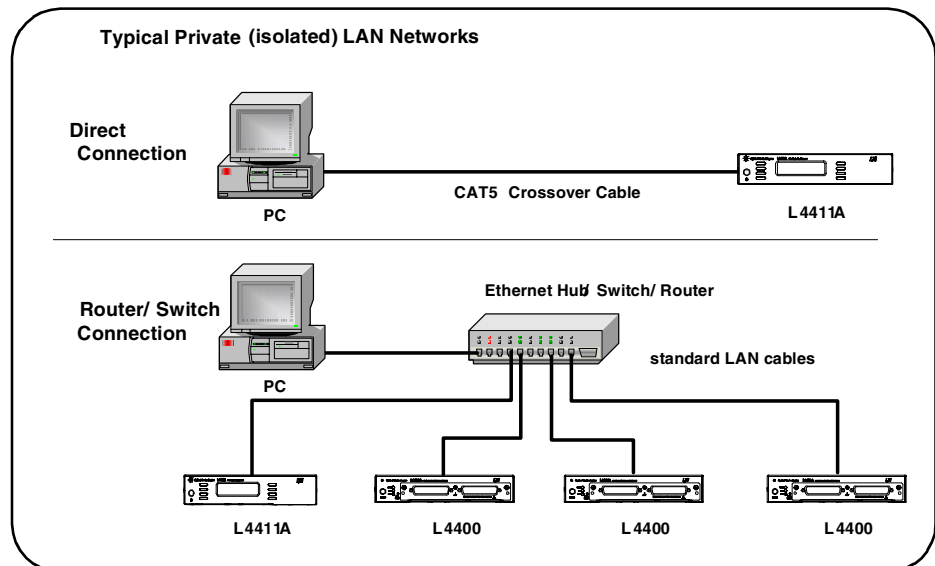 Typical Private (isolated) LAN Networks
Direct
Connection
PC
CAT5 Crossover Cable
L4411A
Router/ Switch
Connection
PC
Ethernet Hub/ Switch/ Router
standard LAN cables
L4411A
L4400
L4400
L4400